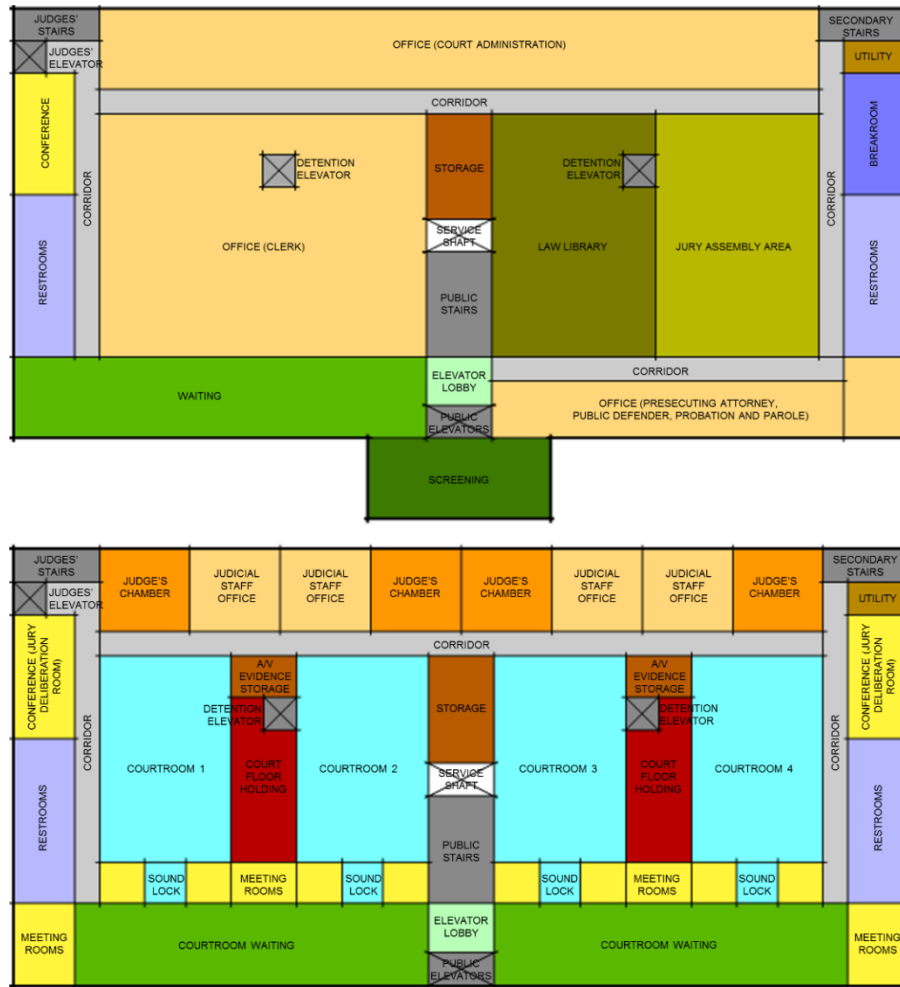 JUDGES'
STAIRS
OFFICE (COURT ADMINISTRATION)
SECONDARY
STAIRS
JUDGES'
ELEVATOR
UTILITY
CORRIDOR
CONFERENCE
BREAKROOM
DETENTION
ELEVATOR
STORAGE
DETENTION
ELEVATOR
CORRIDOR
CORRIDOR
SERVICE
SHAFT
OFFICE (CLERK)
LAW LIBRARY
JURY ASSEMBLY AREA
RESTROOMS
RESTROOMS
PUBLIC
STAIRS
ELEVATOR
LOBBY
CORRIDOR
WAITING
OFFICE (PRESECUTING ATTORNEY,
PUBLIC DEFENDER, PROBATION AND PAROLE)
PUBLIC
ELEVATORS
SCREENING
JUDGES'
STAIRS
JUDGE'S
CHAMBER
JUDICIAL
STAFF
OFFICE
JUDICIAL
STAFF
OFFICE
JUDGE'S
CHAMBER
JUDGE'S
CHAMBER
JUDICIAL
STAFF
OFFICE
JUDICIAL
STAFF
OFFICE
JUDGE'S
CHAMBER
SECONDARY
STAIRS
JUDGES'
ELEVATOR
UTILITY
CORRIDOR
CONFERENCE (JURY
DELIBERATION
ROOM)
A/V
EVIDENCE
STORAGE
A/V
EVIDENCE
STORAGE
CONFERENCE (JURY
DELIBERATION
ROOM)
DETENTION
ELEVATOR
STORAGE
DETENTION
ELEVATOR
CORRIDOR
CORRIDOR
COURTROOM 1
COURT
FLOOR
HOLDING
COURTROOM 2
SERVICE
SHAFT
COURTROOM 3
COURT
FLOOR
HOLDING
COURTROOM 4
RESTROOMS
RESTROOMS
PUBLIC
STAIRS
SOUND
LOCK
MEETING
ROOMS
SOUND
LOCK
SOUND
LOCK
MEETING
ROOMS
SOUND
LOCK
MEETING
ROOMS
COURTROOM WAITING
ELEVATOR
LOBBY
COURTROOM WAITING
MEETING
ROOMS
PUBLIC
ELEVATORS